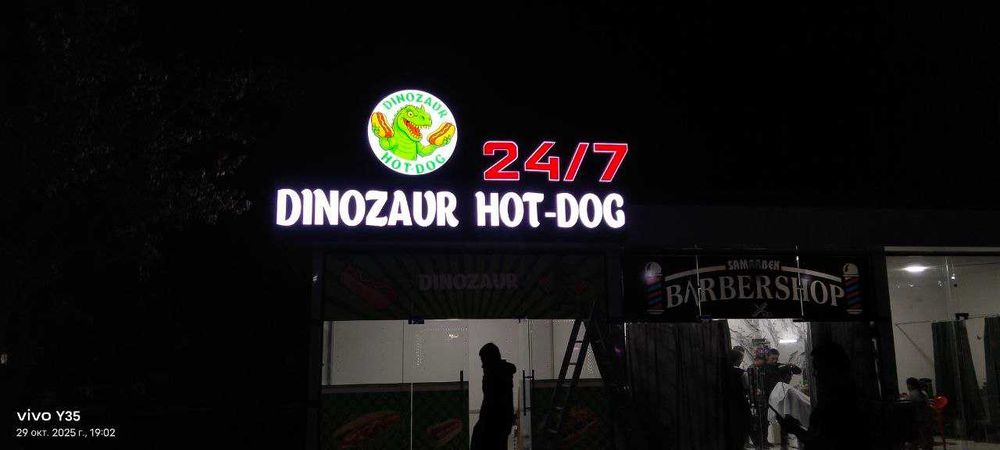 DINOZAUR
HOT-DOG
24/7
DINOZAUR HOT-DOG
DINOZAUR
BARBERSHOP
vivo Y35
29 окт. 2025 г., 19:02